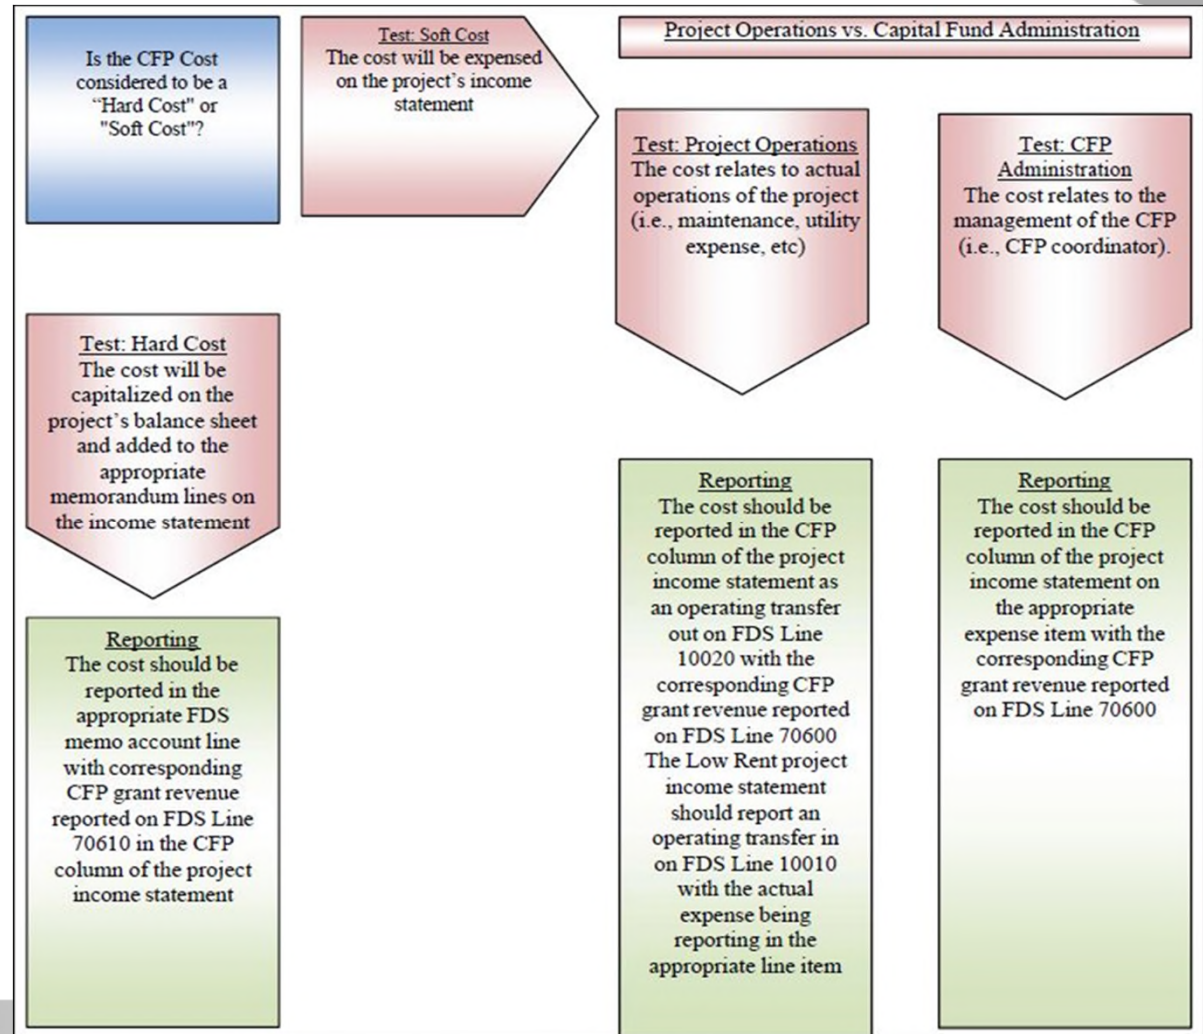 Is the CFP Cost
considered to be a
“Hard Cost" or
"Soft Cost"?
Test: Soft Cost
The cost will be expensed
on the project’s income
statement
Project Operations vs. Capital Fund Administration
Test: Project Operations
The cost relates to actual
operations of the project
(i.e., maintenance, utility
expense, etc)
Test: CFP
Administration
The cost relates to the
management of the CFP
(i.e., CFP coordinator).
Test: Hard Cost
The cost will be
capitalized on the
project’s balance sheet
and added to the
appropriate
memorandum lines on
the income statement
Reporting
The cost should be
reported in the
appropriate FDS
memo account line
with corresponding
CFP grant revenue
reported on FDS Line
70610 in the CFP
column of the project
income statement
Reporting
The cost should be
reported in the CFP
column of the project
income statement as
an operating transfer
out on FDS Line
10020 with the
corresponding CFP
grant revenue reported
on FDS Line 70600
The Low Rent project
income statement
should report an
operating transfer in
on FDS Line 10010
with the actual
expense being
reporting in the
appropriate line item
Reporting
The cost should be
reported in the CFP
column of the project
income statement on
the appropriate
expense item with the
corresponding CFP
grant revenue reported
on FDS Line 70600